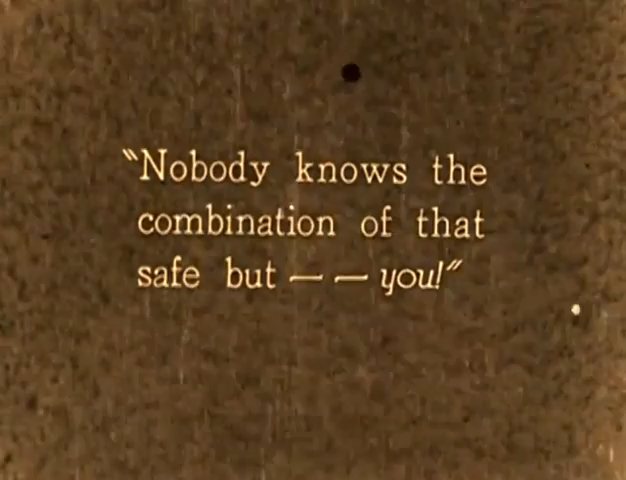 "Nobody knows the
combination of that
safe but — — you!"